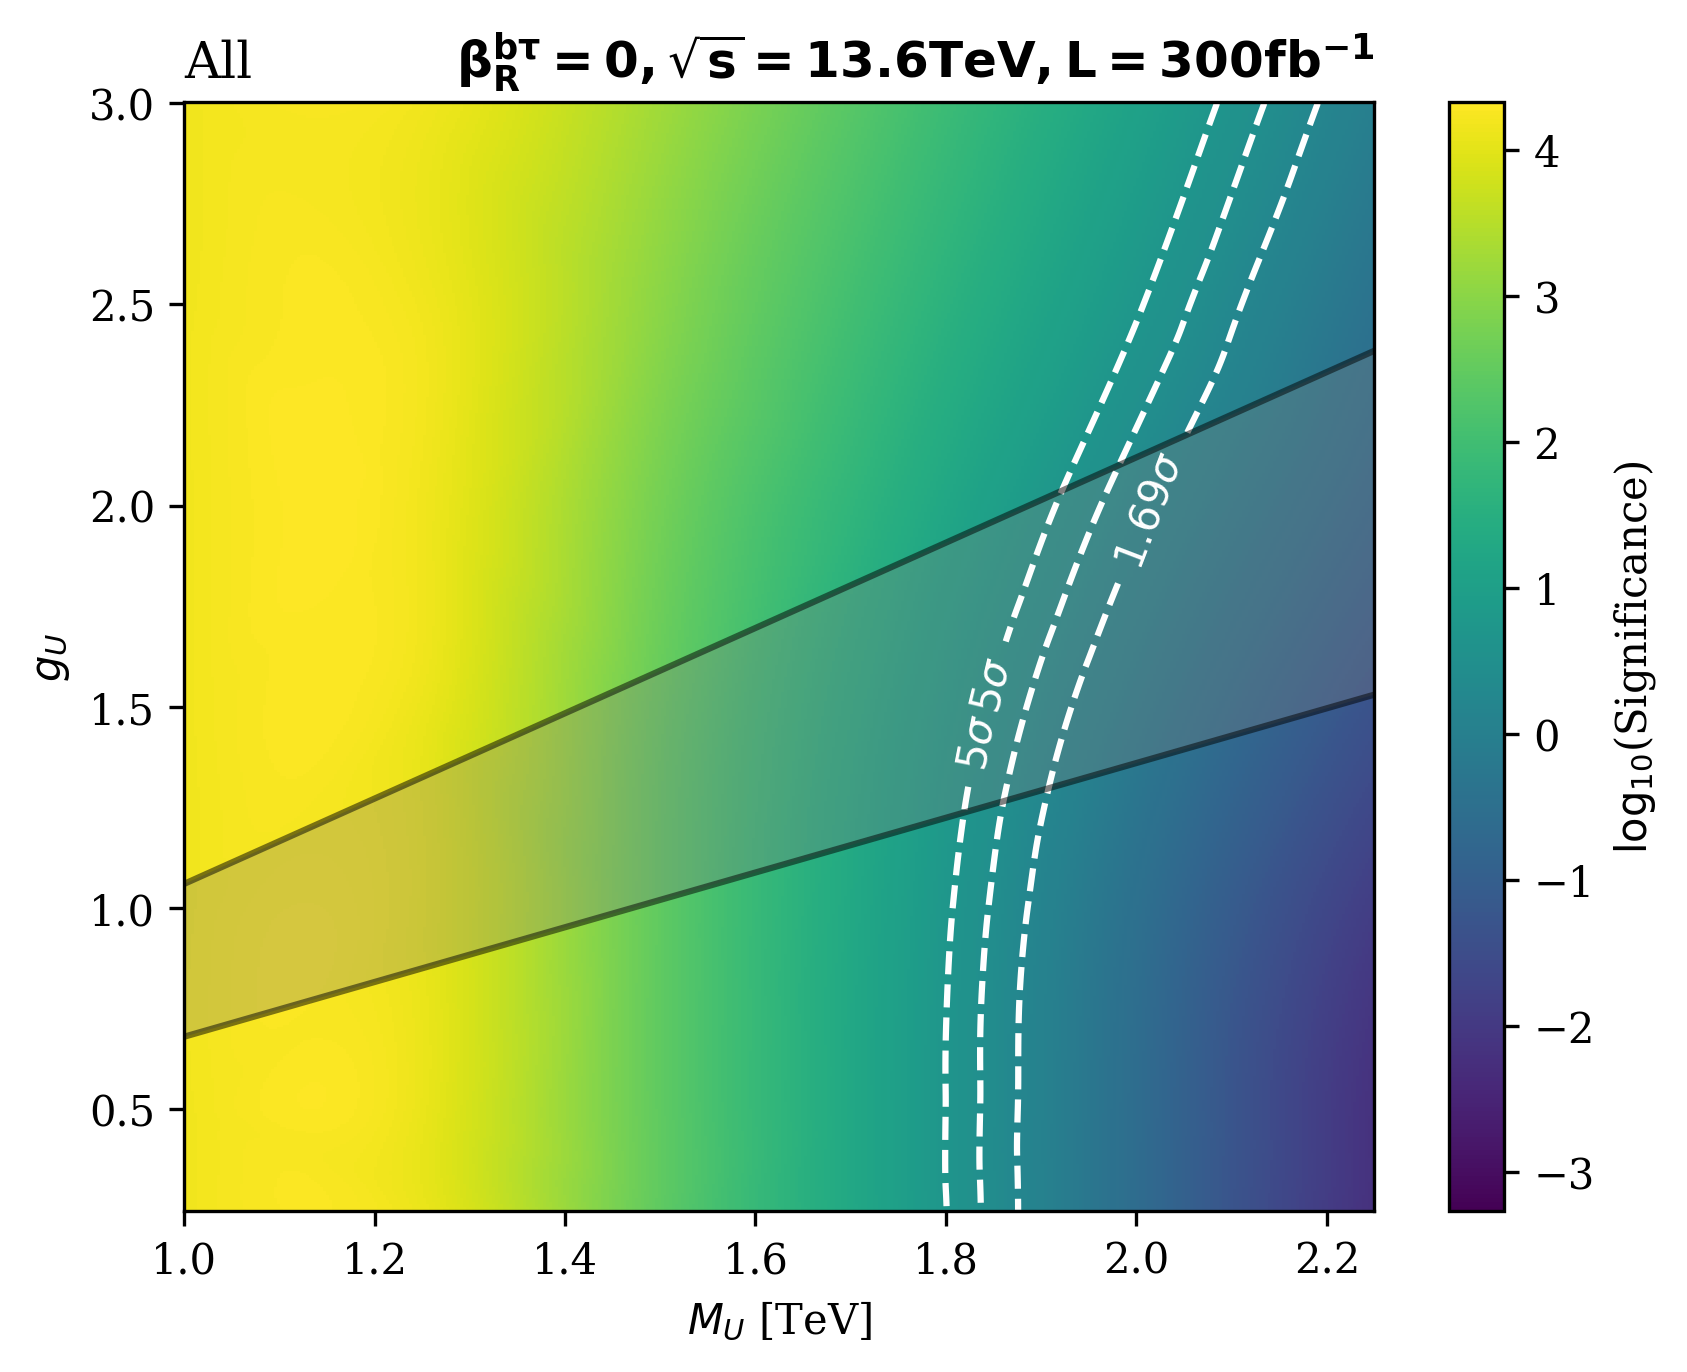 All
β_R^{bτ} = 0, √s = 13.6TeV, L = 300fb⁻¹
3.0
2.5
2.0
1.5
1.0
0.5
g_U
1.69σ
5σ 5σ
1.0 1.2 1.4 1.6 1.8 2.0 2.2
M_U [TeV]
4
3
2
1
0
−1
−2
−3
log₁₀(Significance)